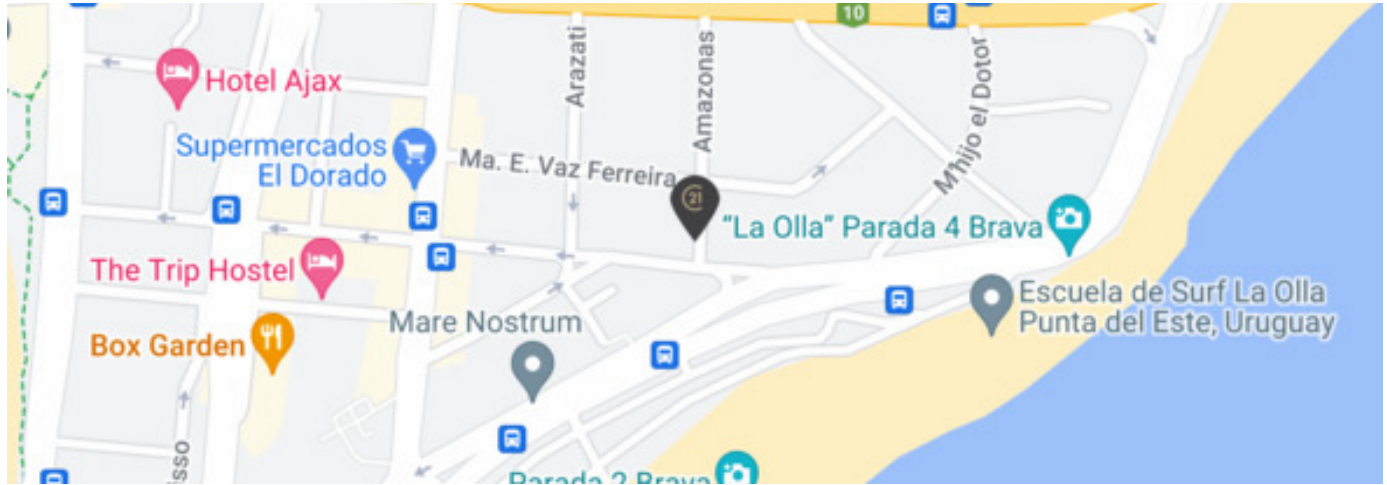 10
Hotel Ajax
Arazati
Amazonas
M'hijo el Dotor
Supermercados
El Dorado
Ma. E. Vaz Ferreira
21
"La Olla" Parada 4 Brava
The Trip Hostel
Escuela de Surf La Olla
Punta del Este, Uruguay
Mare Nostrum
Box Garden
isso
Parada 2 Brava